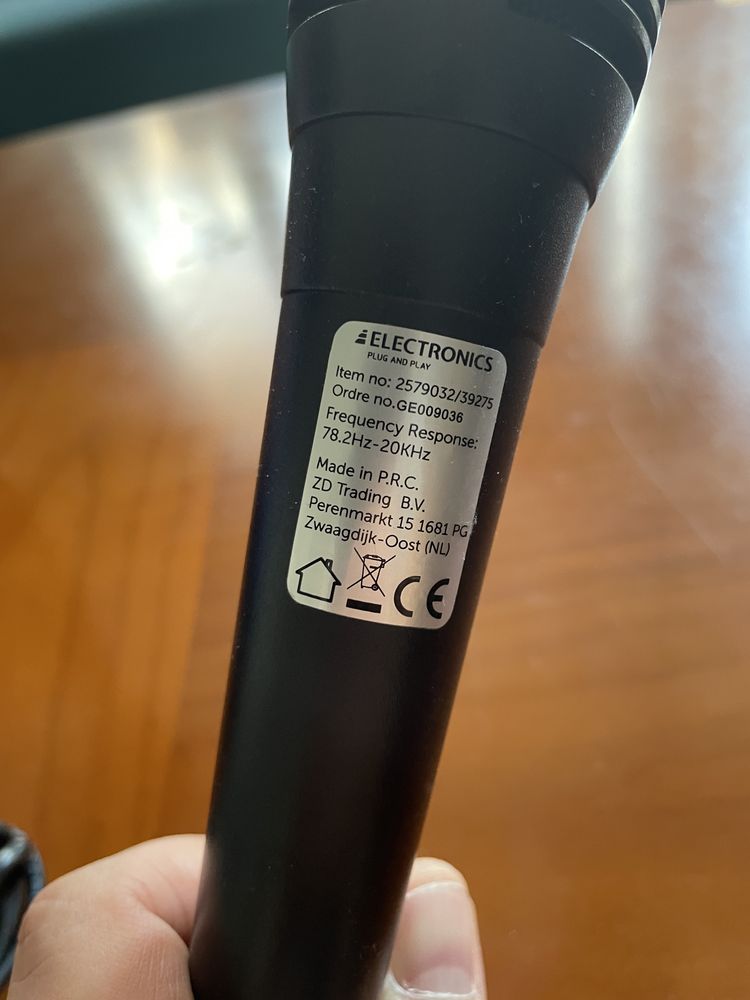 ELECTRONICS
PLUG AND PLAY
Item no: 2579032/39275
Ordre no.GE009036
Frequency Response:
78.2Hz-20KHz
Made in P.R.C.
ZD Trading B.V.
Perenmarkt 15 1681 PG
Zwaagdijk-Oost (NL)
CE